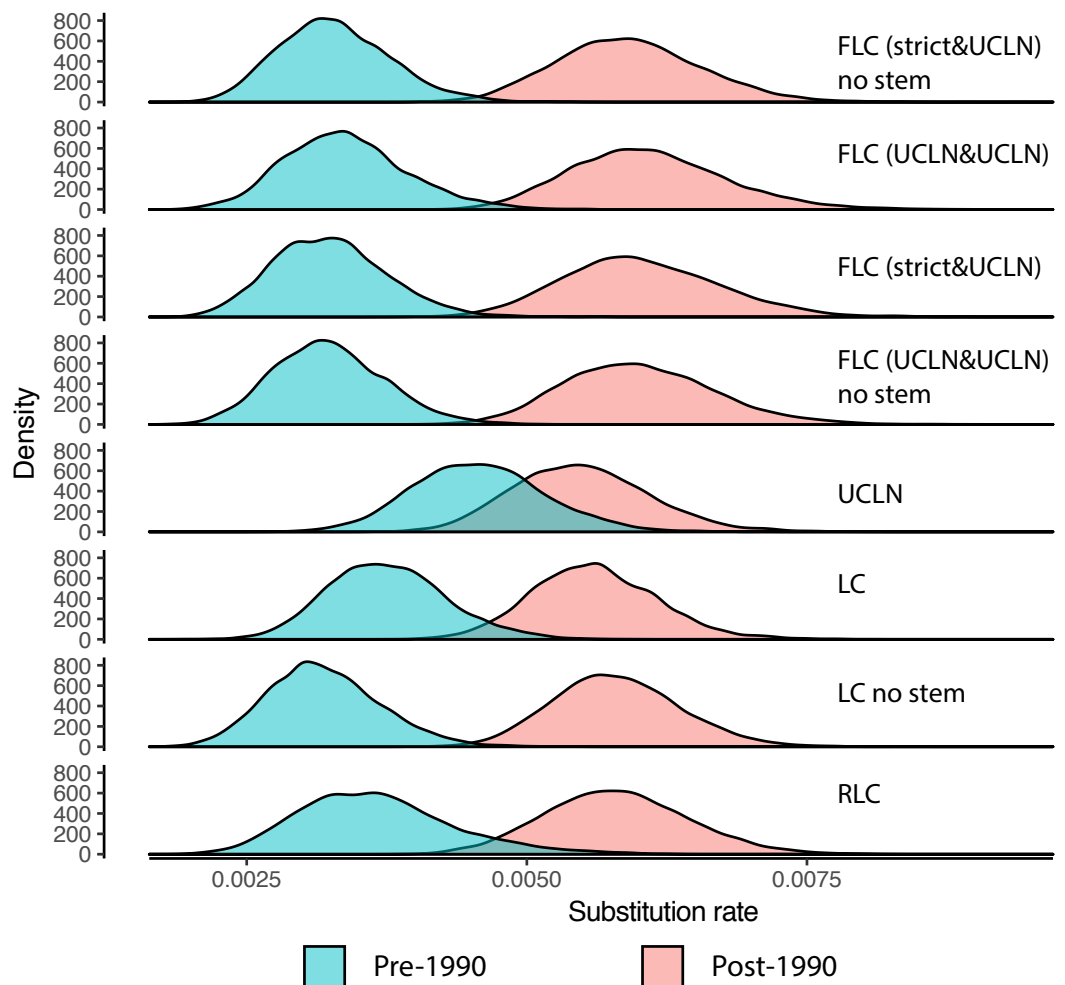 800
600
400
200
0
FLC (strict&UCLN)
no stem
800
600
400
200
0
FLC (UCLN&UCLN)
800
600
400
200
0
FLC (strict&UCLN)
800
600
400
200
0
FLC (UCLN&UCLN)
no stem
Density
800
600
400
200
0
UCLN
800
600
400
200
0
LC
800
600
400
200
0
LC no stem
800
600
400
200
0
RLC
0.0025 0.0050 0.0075
Substitution rate
Pre-1990 Post-1990